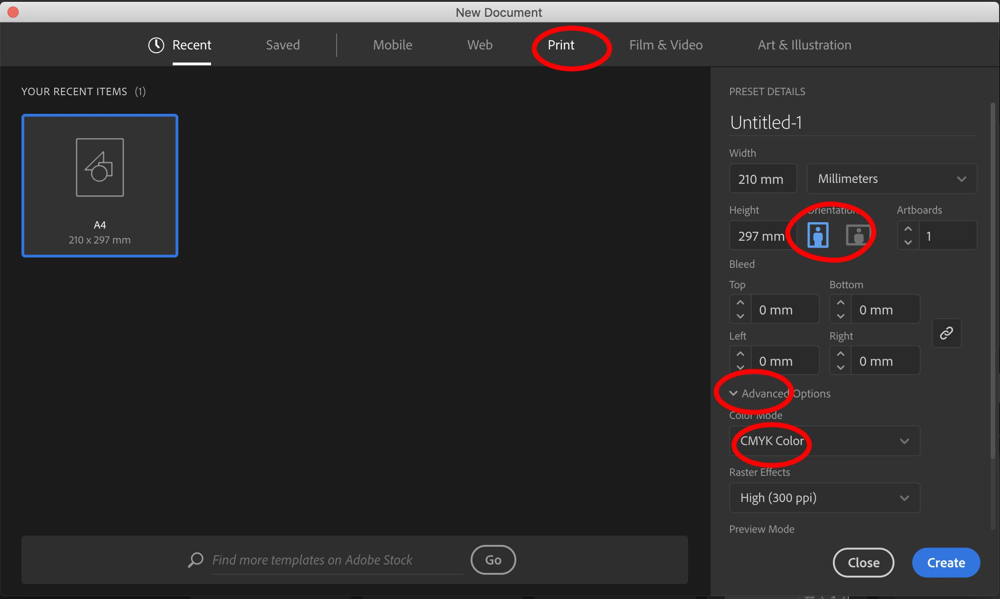 New Document
Recent Saved Mobile Web Print Film & Video Art & Illustration
YOUR RECENT ITEMS (1)
A4
210 x 297 mm
Find more templates on Adobe Stock Go
PRESET DETAILS
Untitled-1
Width
210 mm Millimeters
Height Orientation Artboards
297 mm 1
Bleed
Top Bottom
0 mm 0 mm
Left Right
0 mm 0 mm
Advanced Options
Color Mode
CMYK Color
Raster Effects
High (300 ppi)
Preview Mode
Close Create